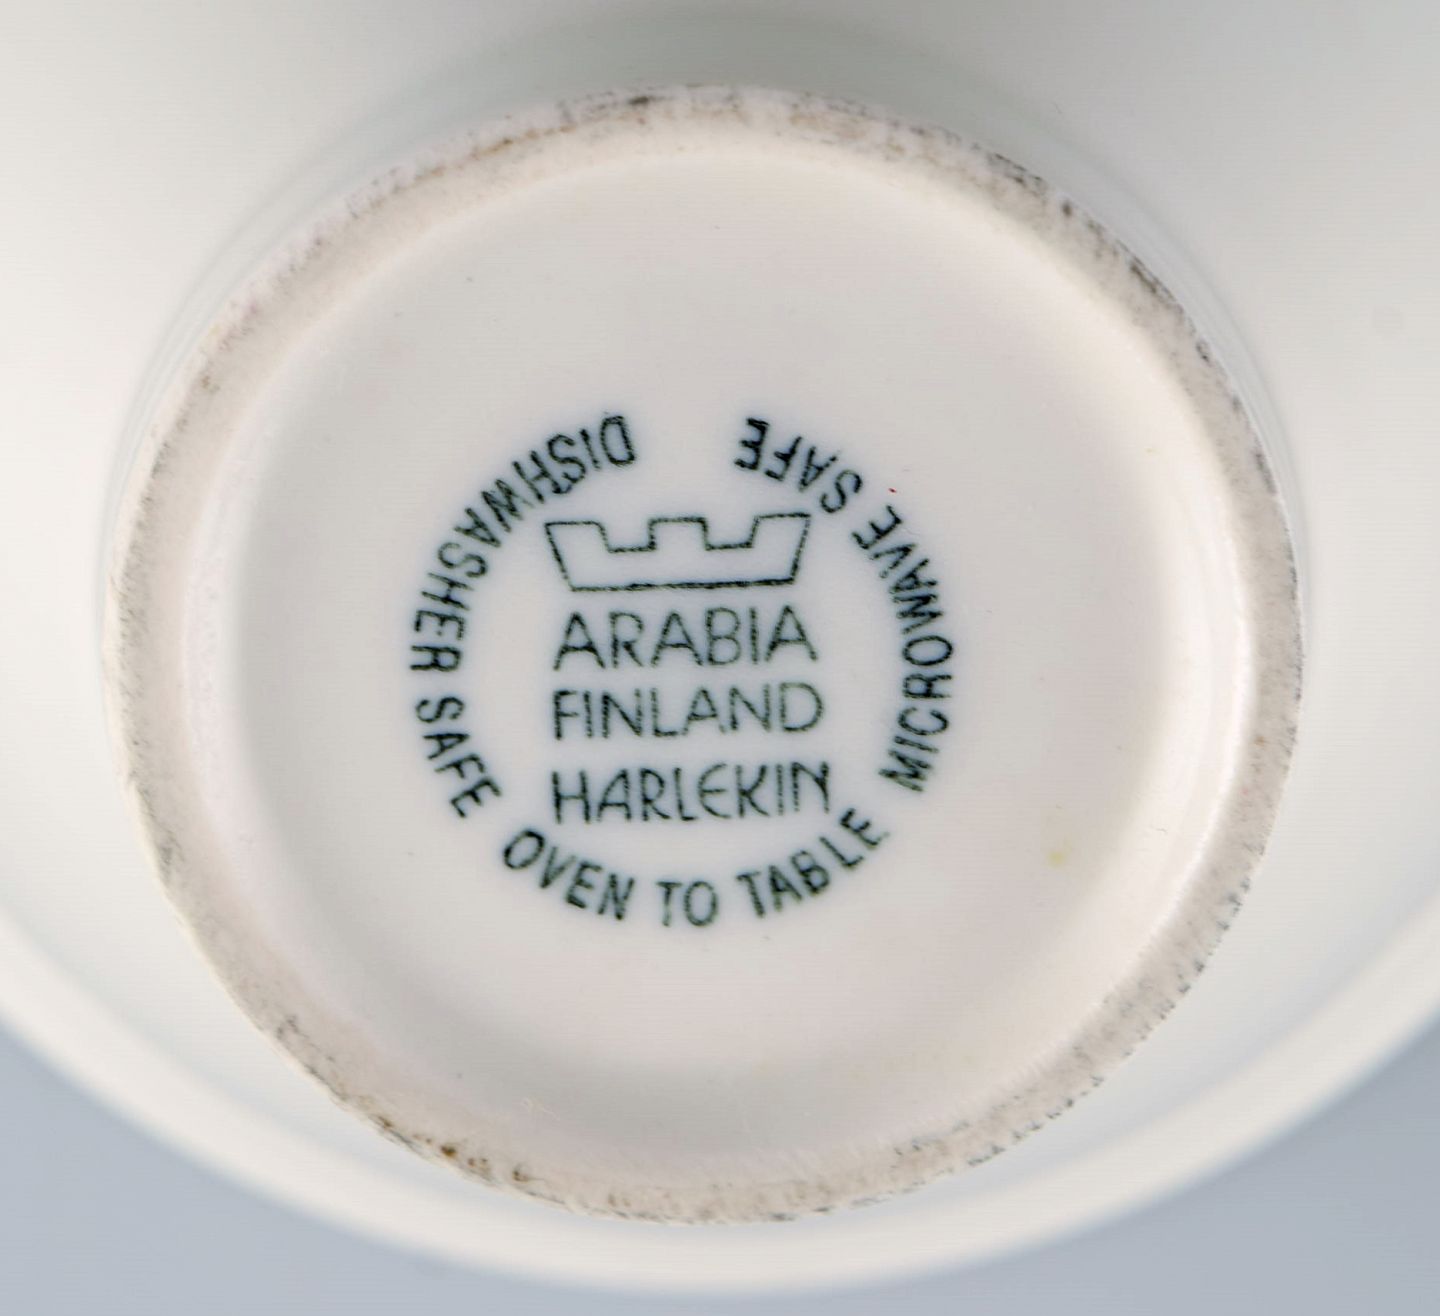 ARABIA
FINLAND
HARLEKIN
DISHWASHER SAFE OVEN TO TABLE MICROWAVE SAFE